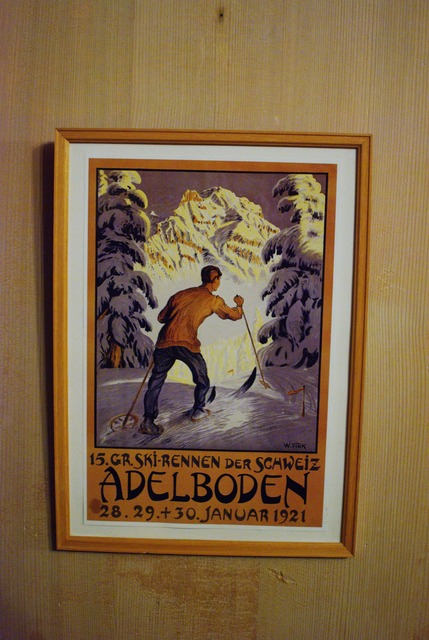 15. GR. SKI-RENNEN DER SCHWEIZ
ADELBODEN
28. 29. + 30. JANUAR 1921